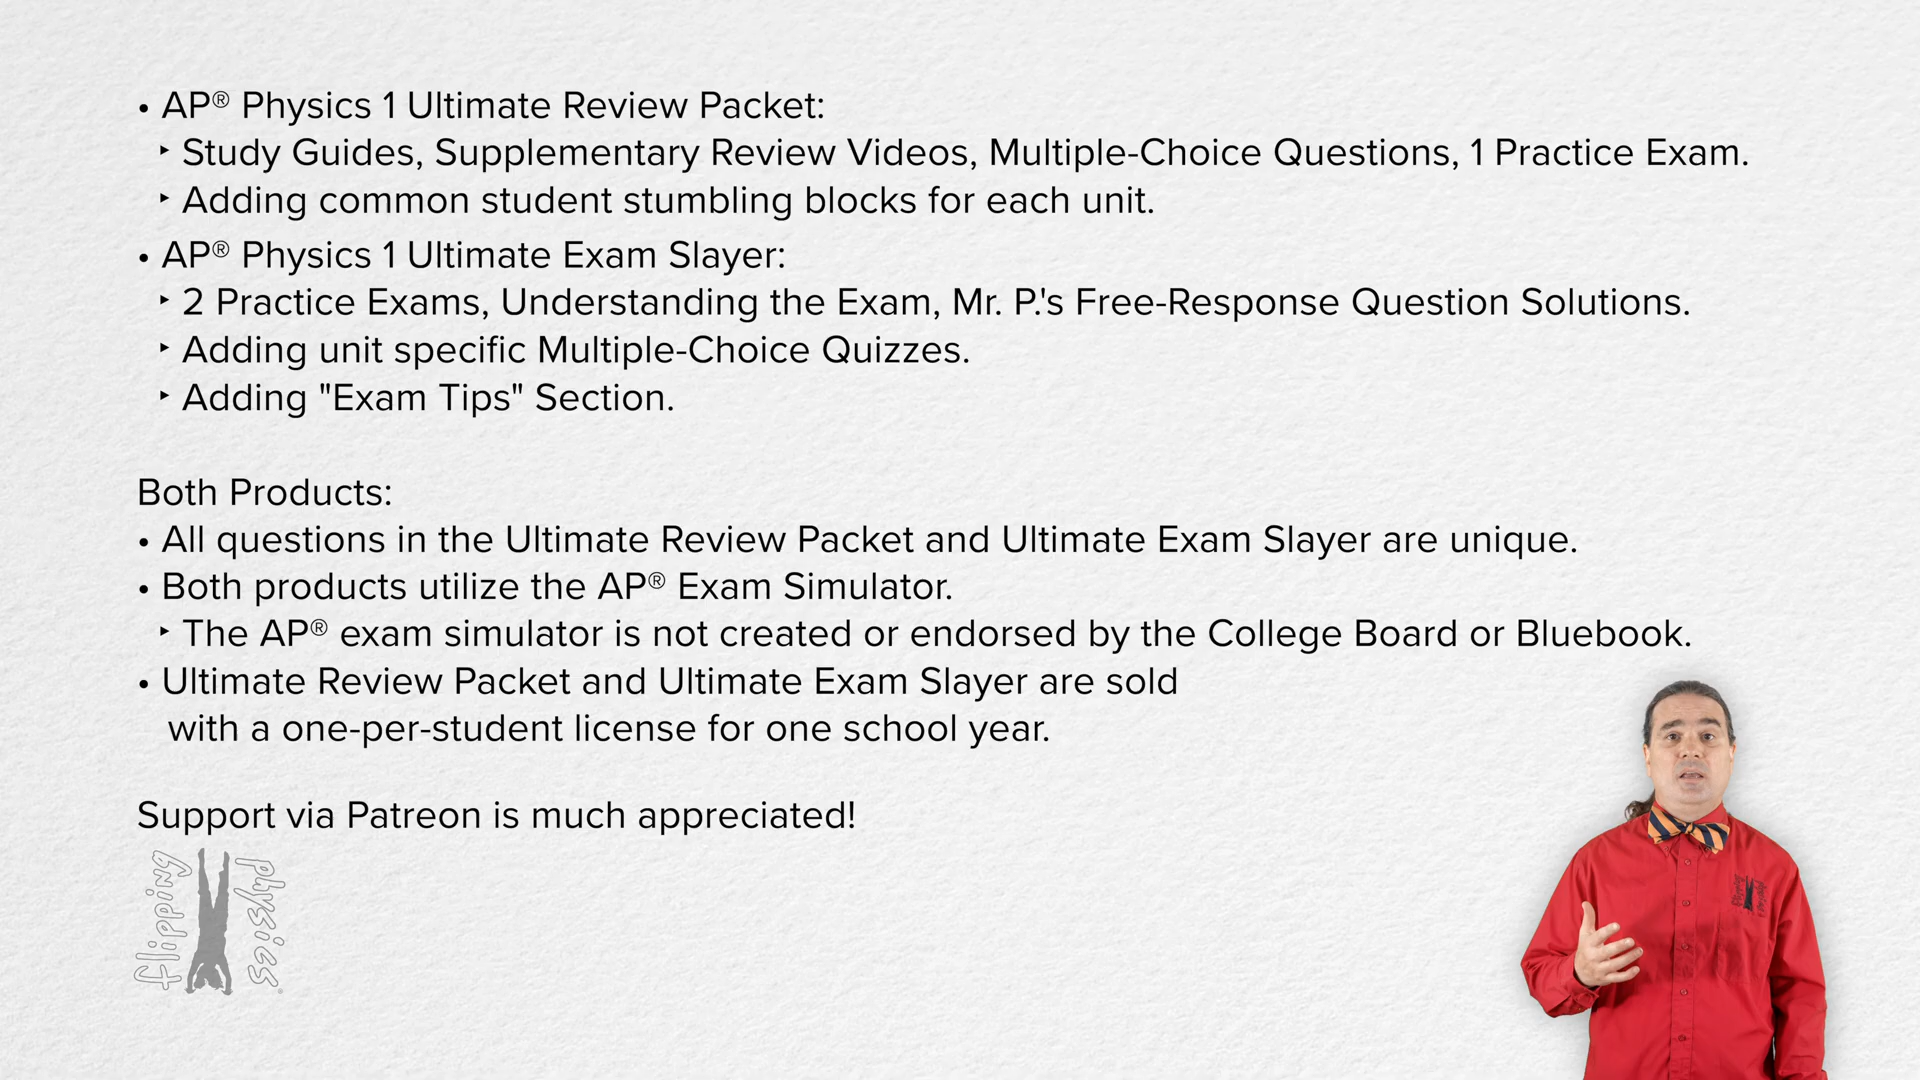 • AP® Physics 1 Ultimate Review Packet:
‣ Study Guides, Supplementary Review Videos, Multiple-Choice Questions, 1 Practice Exam.
‣ Adding common student stumbling blocks for each unit.
• AP® Physics 1 Ultimate Exam Slayer:
‣ 2 Practice Exams, Understanding the Exam, Mr. P.'s Free-Response Question Solutions.
‣ Adding unit specific Multiple-Choice Quizzes.
‣ Adding "Exam Tips" Section.
Both Products:
• All questions in the Ultimate Review Packet and Ultimate Exam Slayer are unique.
• Both products utilize the AP® Exam Simulator.
‣ The AP® exam simulator is not created or endorsed by the College Board or Bluebook.
• Ultimate Review Packet and Ultimate Exam Slayer are sold
with a one-per-student license for one school year.
Support via Patreon is much appreciated!
flipping
physics
flipping
physics